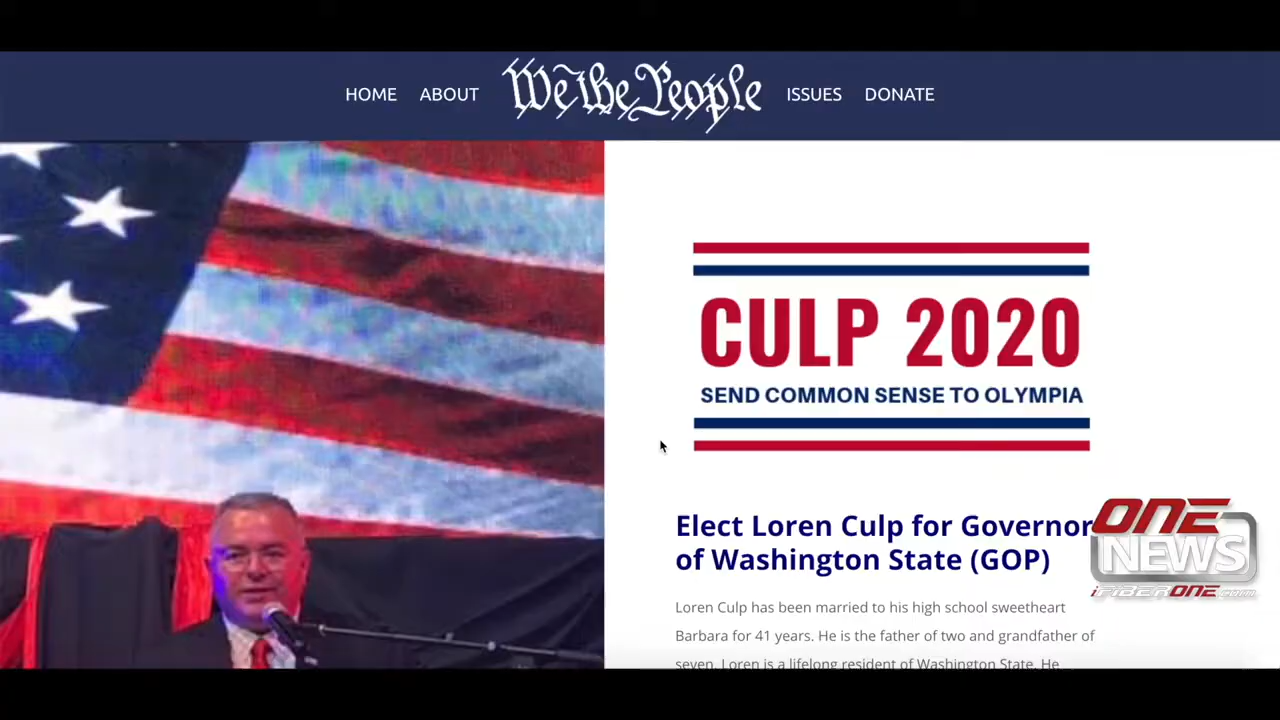 HOME ABOUT We the People ISSUES DONATE
CULP 2020
SEND COMMON SENSE TO OLYMPIA
Elect Loren Culp for Governor
of Washington State (GOP)
Loren Culp has been married to his high school sweetheart
Barbara for 41 years. He is the father of two and grandfather of
seven. Loren is a lifelong resident of Washington State. He
ONE
NEWS
iFIBERONE.com